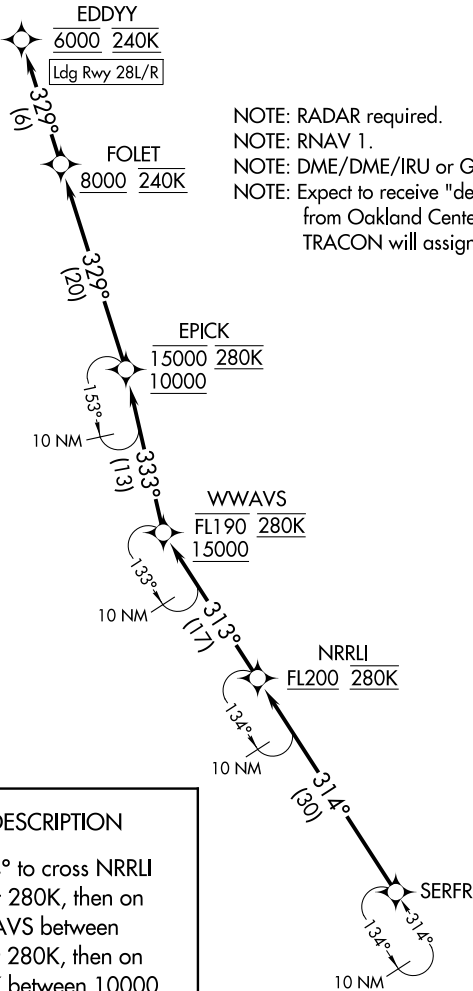 EDDYY
6000 240K
Ldg Rwy 28L/R
329°
(6)
NOTE: RADAR required.
NOTE: RNAV 1.
NOTE: DME/DME/IRU or G
NOTE: Expect to receive "de
from Oakland Cente
TRACON will assign
FOLET
8000 240K
329°
(20)
EPICK
15000 280K
10000
153°
10 NM
333°
(13)
WWAVS
FL190 280K
15000
133°
10 NM
313°
(17)
NRRLI
FL200 280K
134°
10 NM
314°
(30)
SERFR
314°
134°
10 NM
DESCRIPTION
° to cross NRRLI
280K, then on
AVS between
280K, then on
between 10000